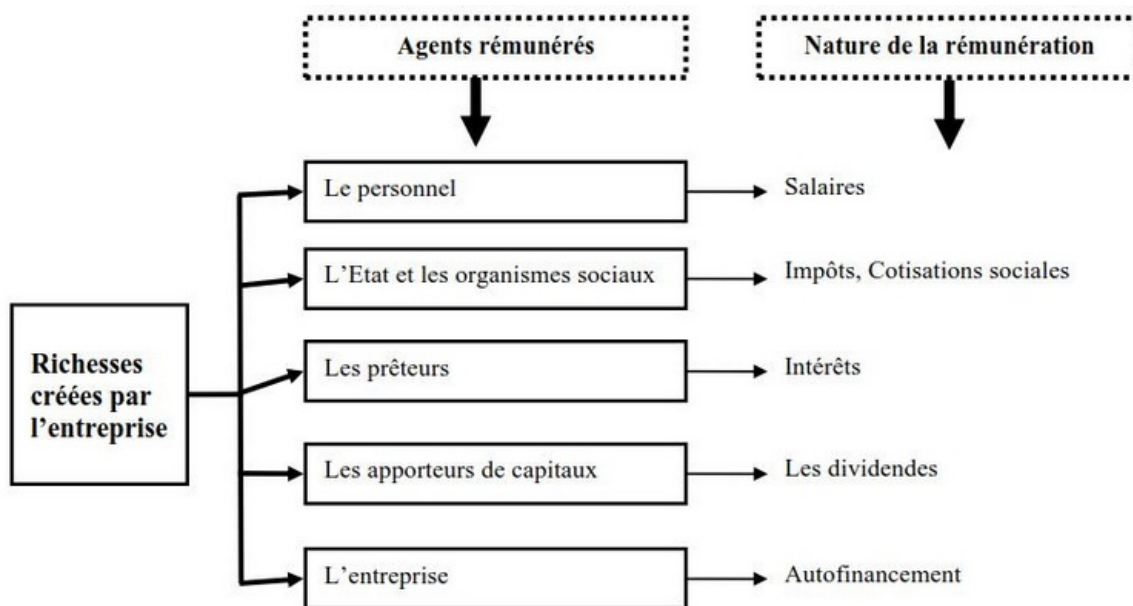 Agents rémunérés
Nature de la rémunération
Le personnel
Salaires
L'Etat et les organismes sociaux
Impôts, Cotisations sociales
Richesses
créées par
l'entreprise
Les prêteurs
Intérêts
Les apporteurs de capitaux
Les dividendes
L'entreprise
Autofinancement